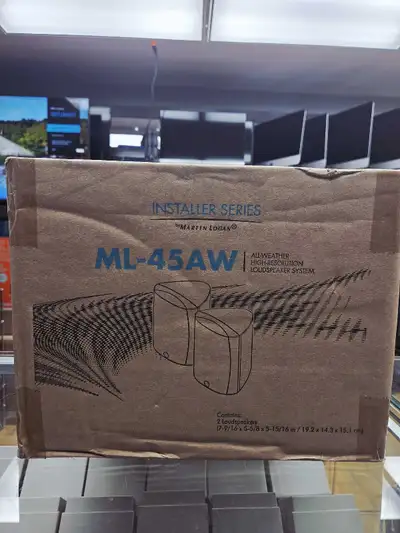 INSTALLER SERIES
MARTIN LOGAN®
ML-45AW
ALL-WEATHER
HIGH-RESOLUTION
LOUDSPEAKER SYSTEM
Contains:
2 Loudspeakers